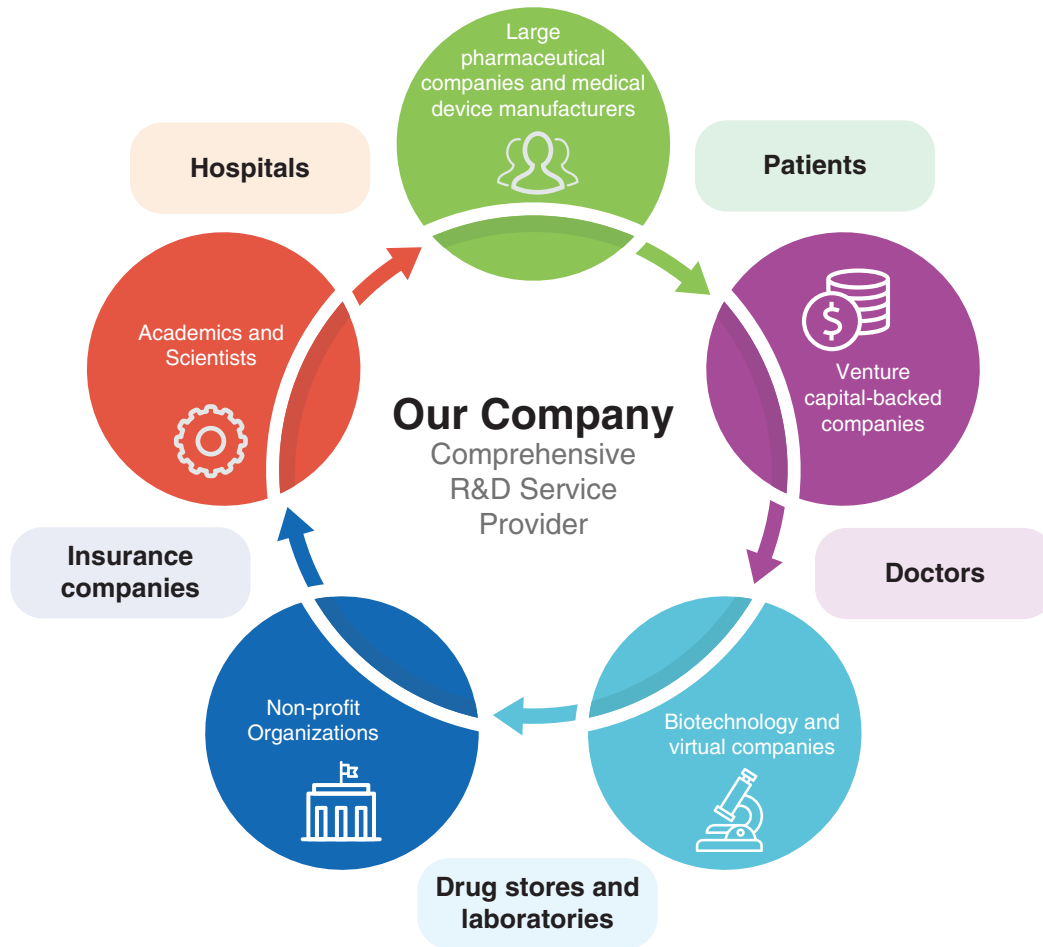 Large
pharmaceutical
companies and medical
device manufacturers
Hospitals
Patients
Academics and
Scientists
$
Venture
capital-backed
companies
Our Company
Comprehensive
R&D Service
Provider
Insurance
companies
Doctors
Non-profit
Organizations
Biotechnology and
virtual companies
Drug stores and
laboratories